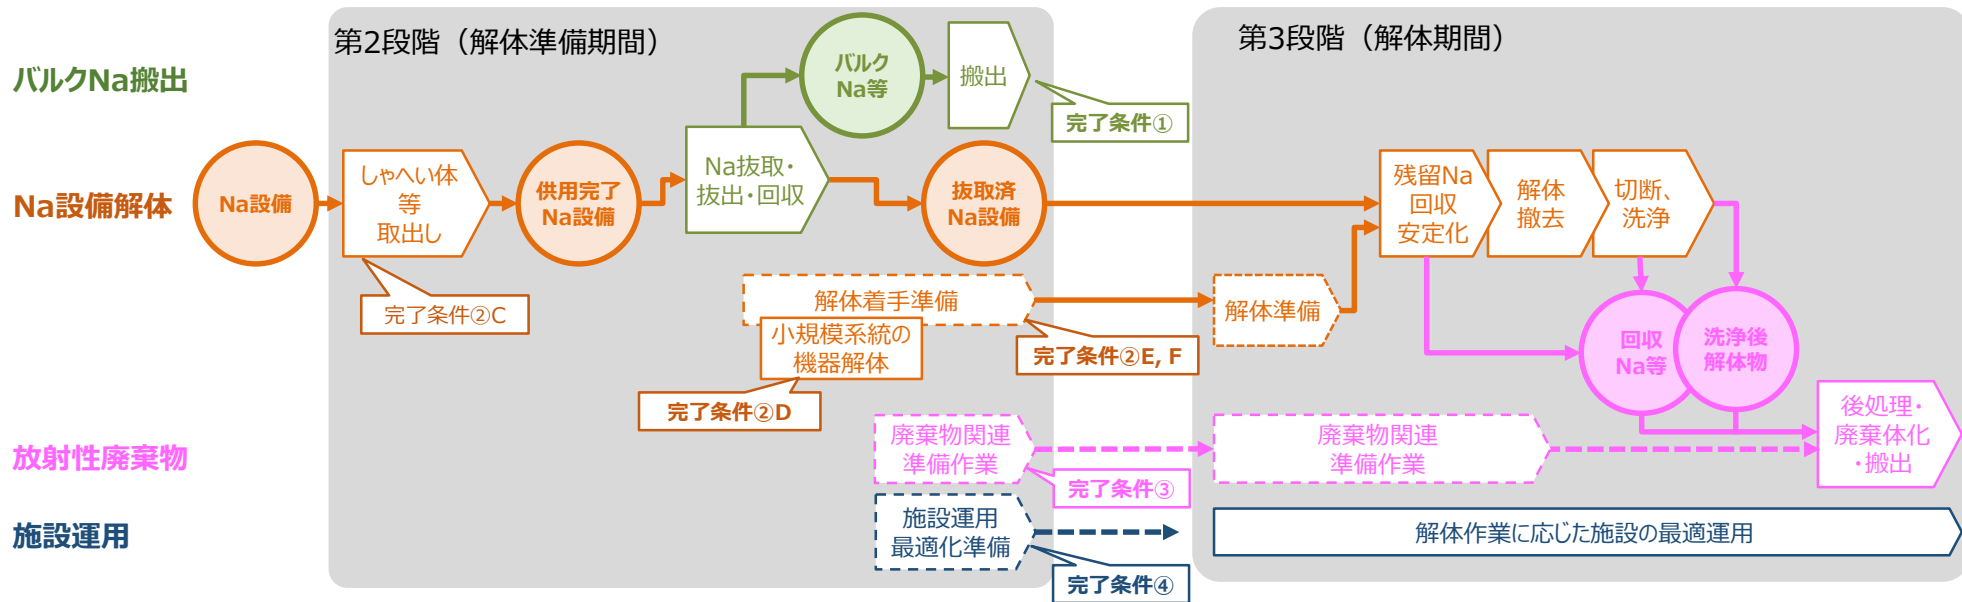 第2段階（解体準備期間）
第3段階（解体期間）
バルクNa搬出
バルク
Na等
搬出
完了条件①
Na設備解体
Na設備
しゃへい体
等
取出し
供用完了
Na設備
Na抜取・
抜出・回収
抜取済
Na設備
残留Na
回収
安定化
解体
撤去
切断、
洗浄
完了条件②C
解体着手準備
小規模系統の
機器解体
完了条件②E, F
完了条件②D
解体準備
回収
Na等
洗浄後
解体物
放射性廃棄物
廃棄物関連
準備作業
完了条件③
廃棄物関連
準備作業
後処理・
廃棄体化
・搬出
施設運用
施設運用
最適化準備
完了条件④
解体作業に応じた施設の最適運用